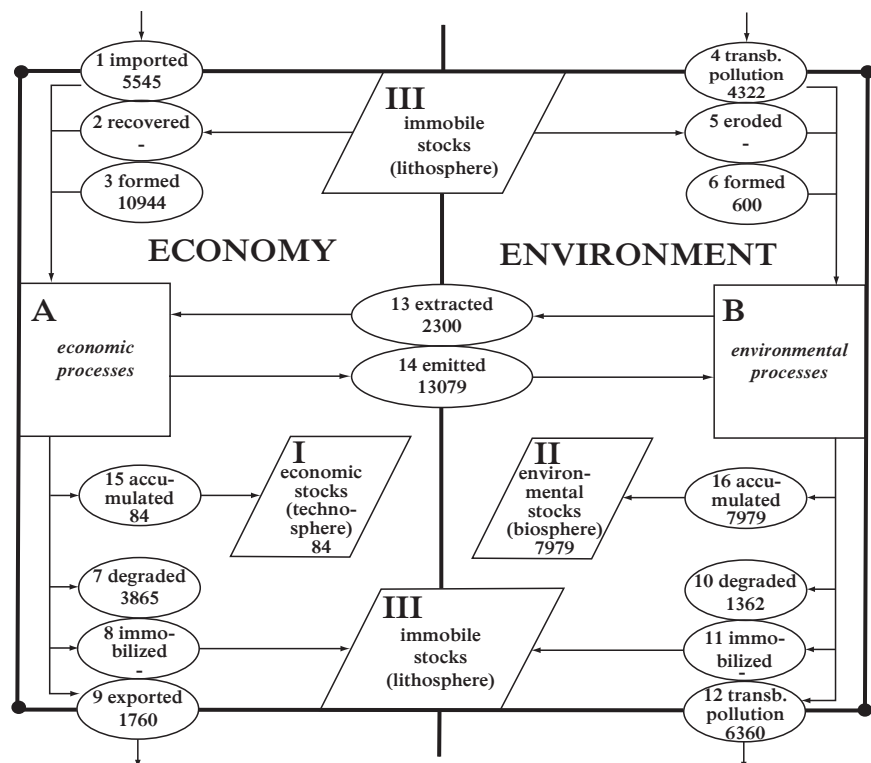 1 imported
5545
4 transb.
pollution
4322
III
immobile
stocks
(lithosphere)
2 recovered
-
5 eroded
-
3 formed
10944
6 formed
600
ECONOMY
ENVIRONMENT
A
economic
processes
13 extracted
2300
B
environmental
processes
14 emitted
13079
15 accu-
mulated
84
I
economic
stocks
(techno-
sphere)
84
II
environ-
mental
stocks
(biosphere)
7979
16 accu-
mulated
7979
7 degraded
3865
10 degraded
1362
III
immobile
stocks
(lithosphere)
8 immo-
bilized
-
11 immo-
bilized
-
9 exported
1760
12 transb.
pollution
6360